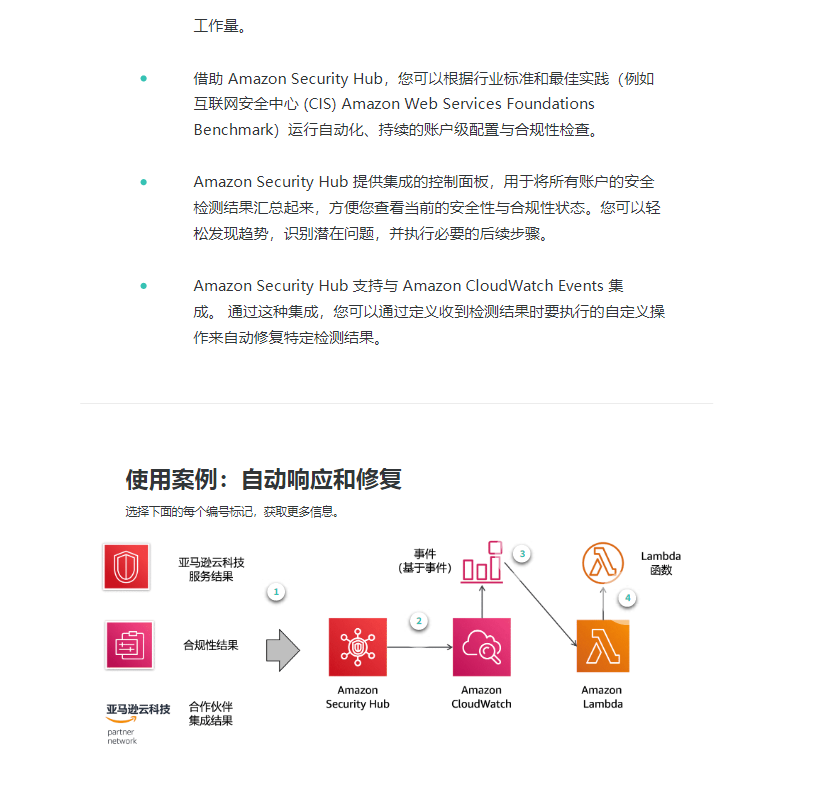 工作量。
借助 Amazon Security Hub，您可以根据行业标准和最佳实践（例如
互联网安全中心 (CIS) Amazon Web Services Foundations
Benchmark）运行自动化、持续的账户级配置与合规性检查。
Amazon Security Hub 提供集成的控制面板，用于将所有账户的安全
检测结果汇总起来，方便您查看当前的安全性与合规性状态。您可以轻
松发现趋势，识别潜在问题，并执行必要的后续步骤。
Amazon Security Hub 支持与 Amazon CloudWatch Events 集
成。 通过这种集成，您可以通过定义收到检测结果时要执行的自定义操
作来自动修复特定检测结果。
使用案例：自动响应和修复
选择下面的每个编号标记，获取更多信息。
亚马逊云科技
服务结果
1
合规性结果
亚马逊云科技
partner
network
合作伙伴
集成结果
Amazon
Security Hub
2
事件
（基于事件）
Amazon
CloudWatch
3
Lambda
函数
4
Amazon
Lambda